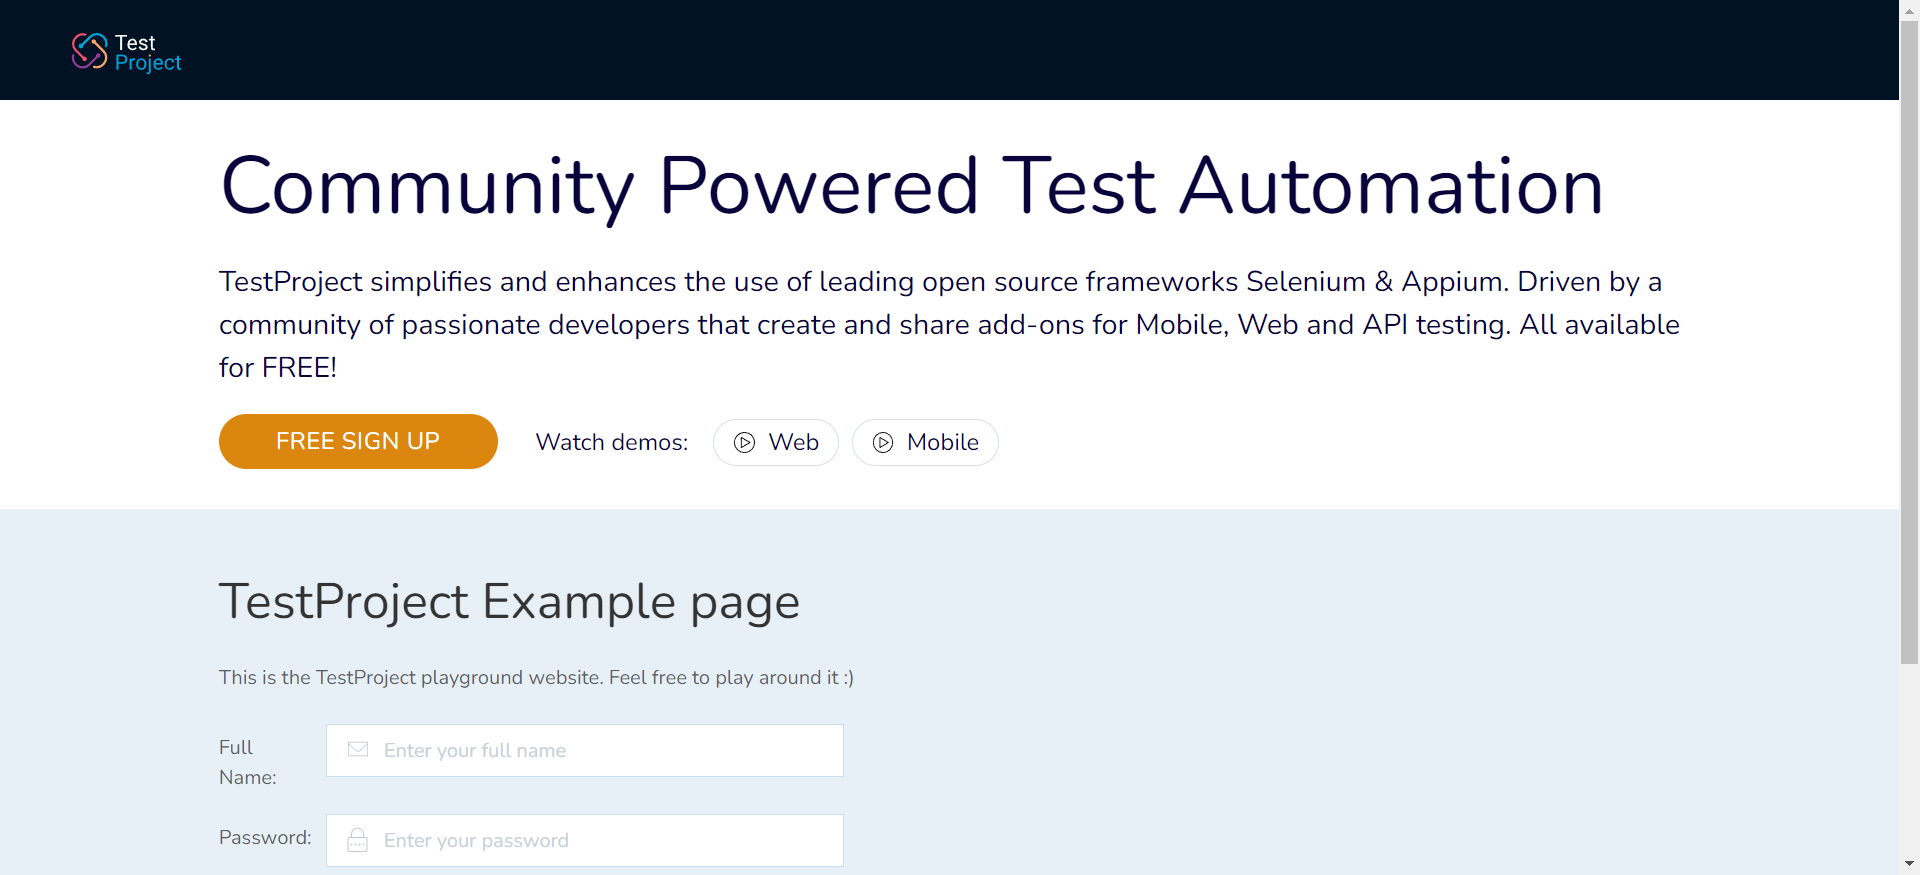 Test
Project
Community Powered Test Automation
TestProject simplifies and enhances the use of leading open source frameworks Selenium & Appium. Driven by a
community of passionate developers that create and share add-ons for Mobile, Web and API testing. All available
for FREE!
FREE SIGN UP
Watch demos:
Web
Mobile
TestProject Example page
This is the TestProject playground website. Feel free to play around it :)
Full
Name:
Enter your full name
Password:
Enter your password